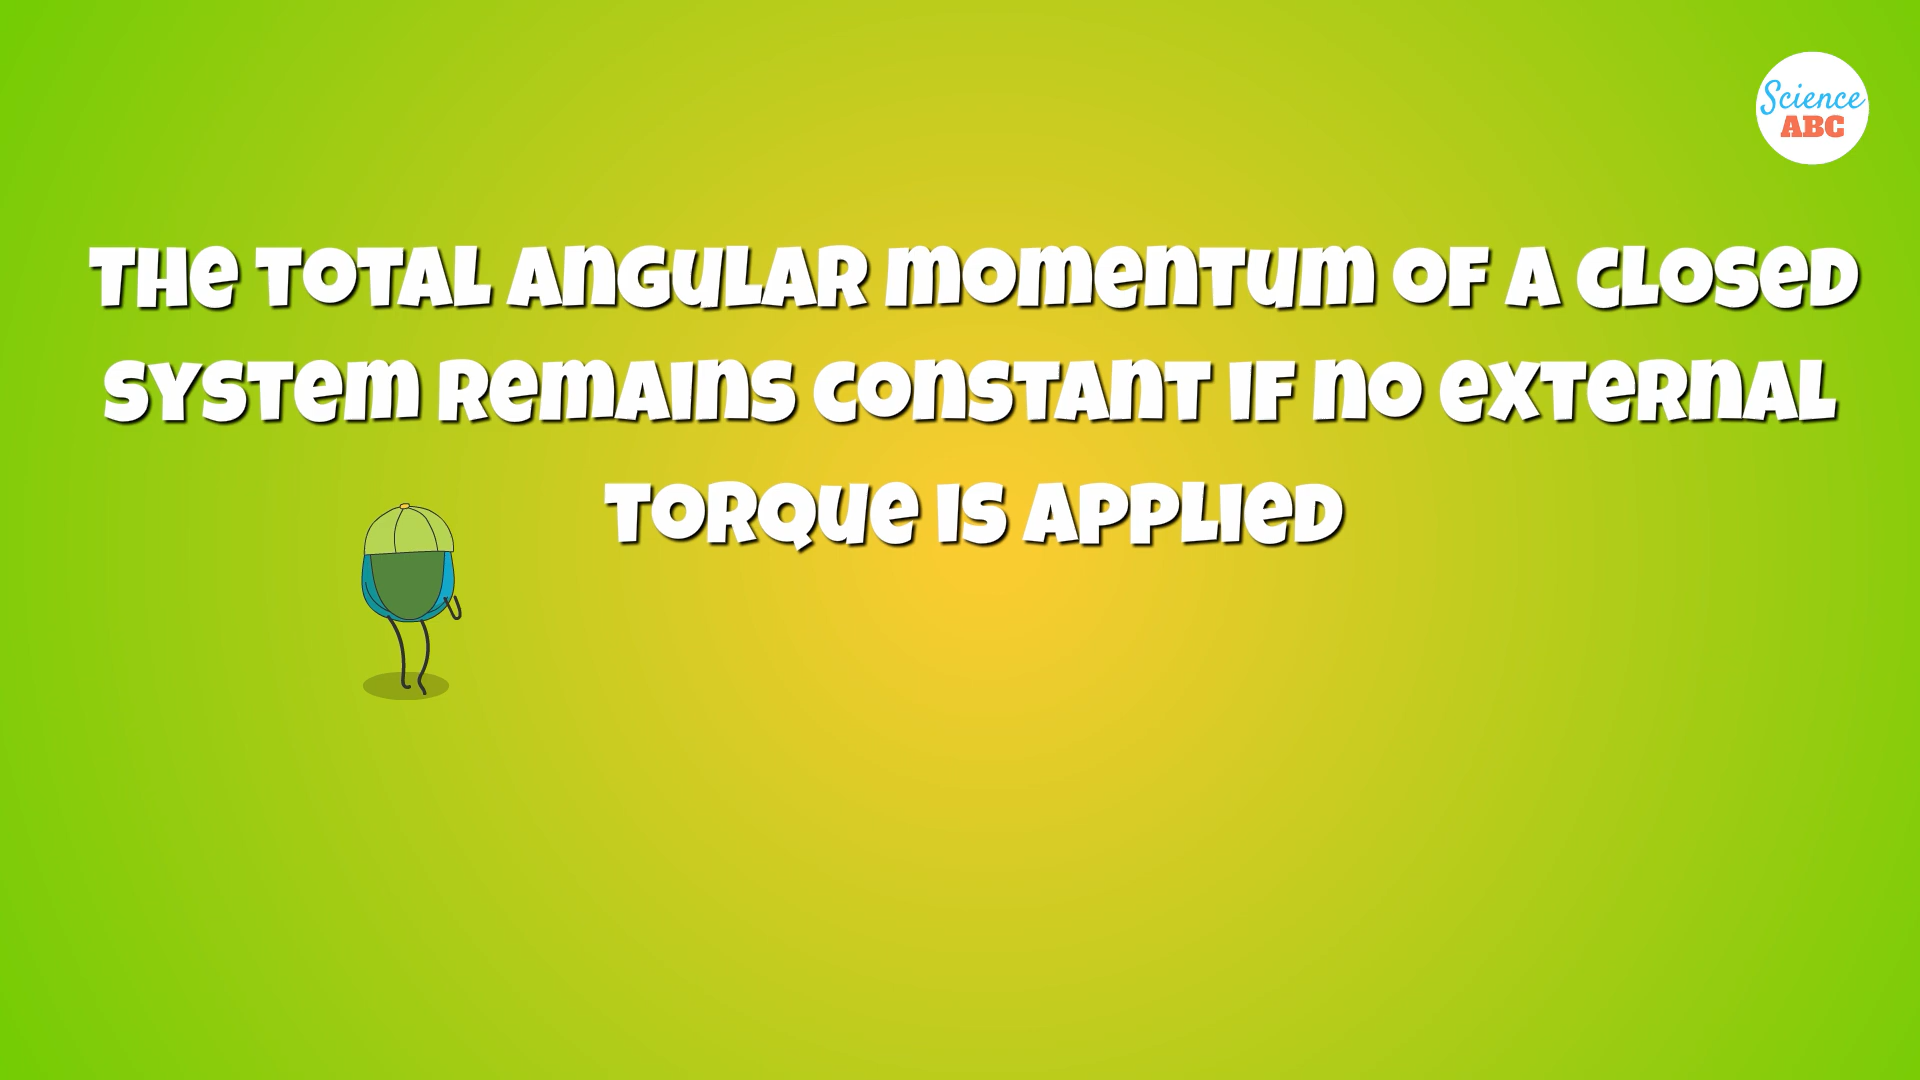 Science
ABC
THE TOTAL ANGULAR MOMENTUM OF A CLOSED
SYSTEM REMAINS CONSTANT IF NO EXTERNAL
TORQUE IS APPLIED